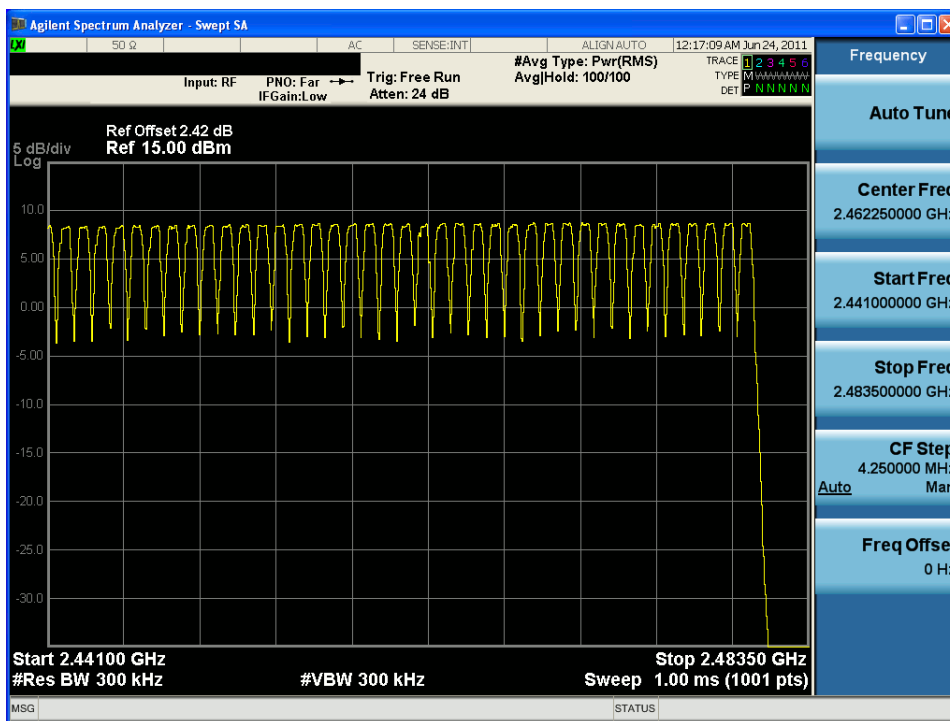 Agilent Spectrum Analyzer - Swept SA
LXI 50 Ω AC SENSE:INT ALIGN AUTO 12:17:09 AM Jun 24, 2011
Input: RF PNO: Far IFGain:Low Trig: Free Run Atten: 24 dB #Avg Type: Pwr(RMS) Avg|Hold: 100/100
TRACE 1 2 3 4 5 6
TYPE M WWWWW
DET P N N N N N
Ref Offset 2.42 dB
5 dB/div Ref 15.00 dBm
Log
10.0
5.00
0.00
-5.00
-10.0
-15.0
-20.0
-25.0
-30.0
Start 2.44100 GHz Stop 2.48350 GHz
#Res BW 300 kHz #VBW 300 kHz Sweep 1.00 ms (1001 pts)
MSG STATUS
Frequency
Auto Tune
Center Freq
2.462250000 GHz
Start Freq
2.441000000 GHz
Stop Freq
2.483500000 GHz
CF Step
4.250000 MHz
Auto Man
Freq Offset
0 Hz